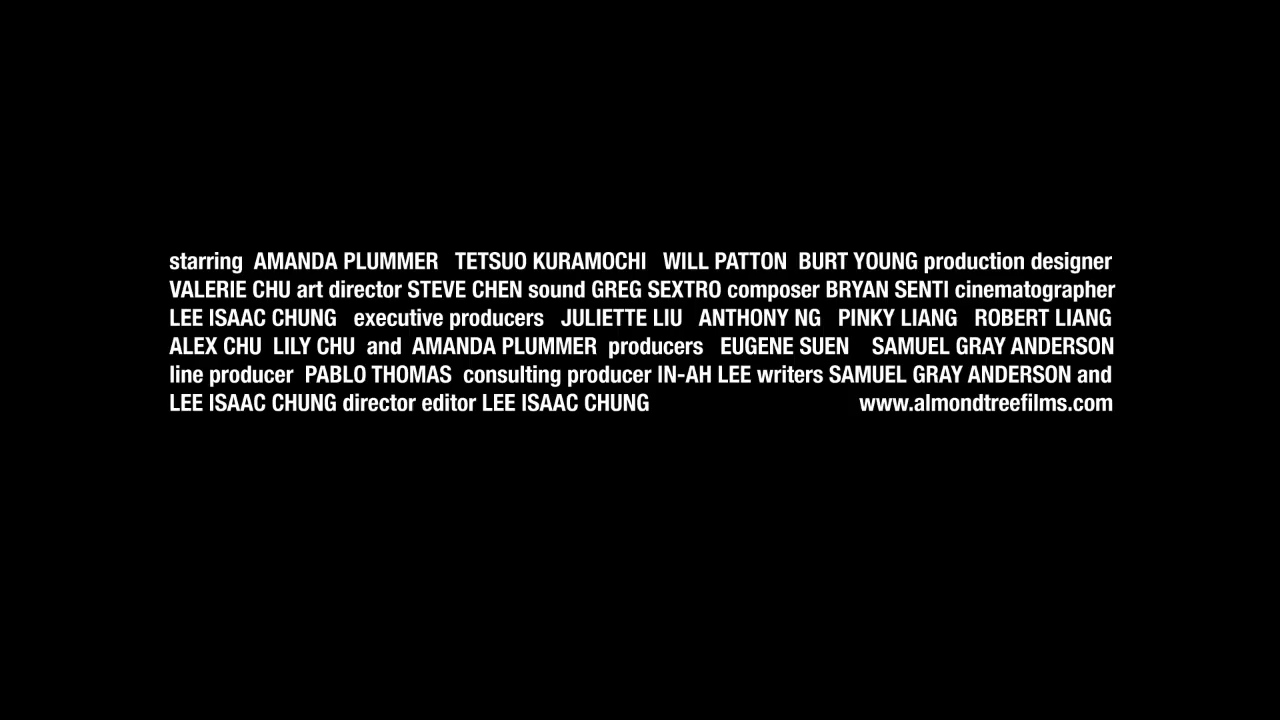 starring AMANDA PLUMMER TETSUO KURAMOCHI WILL PATTON BURT YOUNG production designer
VALERIE CHU art director STEVE CHEN sound GREG SEXTRO composer BRYAN SENTI cinematographer
LEE ISAAC CHUNG executive producers JULIETTE LIU ANTHONY NG PINKY LIANG ROBERT LIANG
ALEX CHU LILY CHU and AMANDA PLUMMER producers EUGENE SUEN SAMUEL GRAY ANDERSON
line producer PABLO THOMAS consulting producer IN-AH LEE writers SAMUEL GRAY ANDERSON and
LEE ISAAC CHUNG director editor LEE ISAAC CHUNG www.almondtreefilms.com